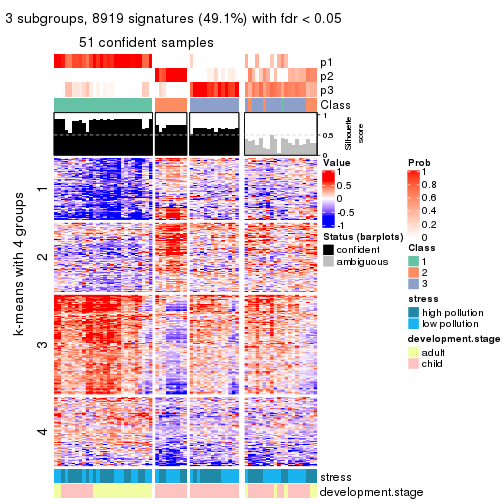 3 subgroups, 8919 signatures (49.1%) with fdr < 0.05
51 confident samples
p1
p2
p3
Class
1
0.5
0
Silhouette
score
k-means with 4 groups
1
2
3
4
stress
development.stage
Value
1
0.5
0
-0.5
-1
Status (barplots)
confident
ambiguous
Prob
1
0.8
0.6
0.4
0.2
0
Class
1
2
3
stress
high pollution
low pollution
development.stage
adult
child